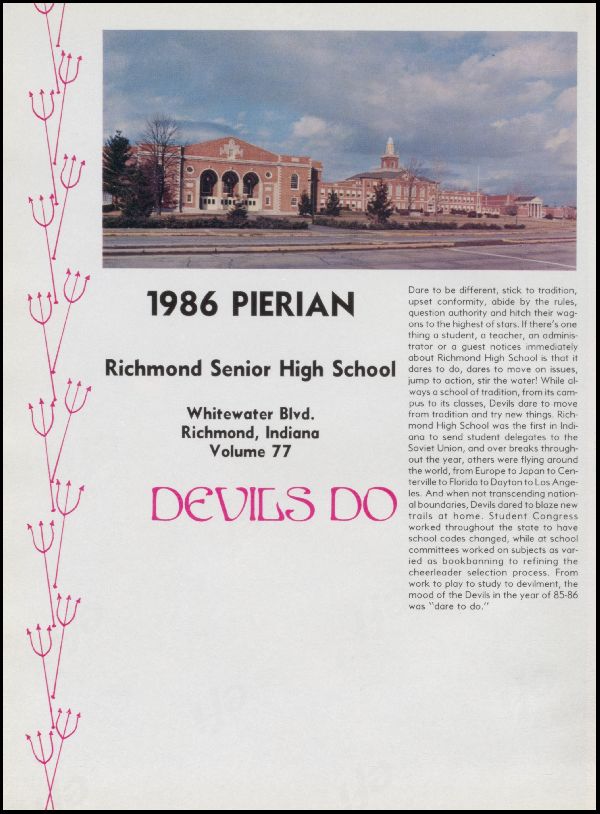 1986 PIERIAN
Richmond Senior High School
Whitewater Blvd.
Richmond, Indiana
Volume 77
DEVILS DO
Dare to be different, stick to tradition,
upset conformity, abide by the rules,
question authority and hitch their wag-
ons to the highest of stars. If there's one
thing a student, a teacher, an adminis-
trator or a guest notices immediately
about Richmond High School is that it
dares to do, dares to move on issues,
jump to action, stir the water! While al-
ways a school of tradition, from its cam-
pus to its classes, Devils dare to move
from tradition and try new things. Rich-
mond High School was the first in Indi-
ana to send student delegates to the
Soviet Union, and over breaks through-
out the year, others were flying around
the world, from Europe to Japan to Cen-
terville to Florida to Dayton to Los Ange-
les. And when not transcending nation-
al boundaries, Devils dared to blaze new
trails at home. Student Congress
worked throughout the state to have
school codes changed, while at school
committees worked on subjects as var-
ied as bookbanning to refining the
cheerleader selection process. From
work to play to study to devilment, the
mood of the Devils in the year of 85-86
was "dare to do."